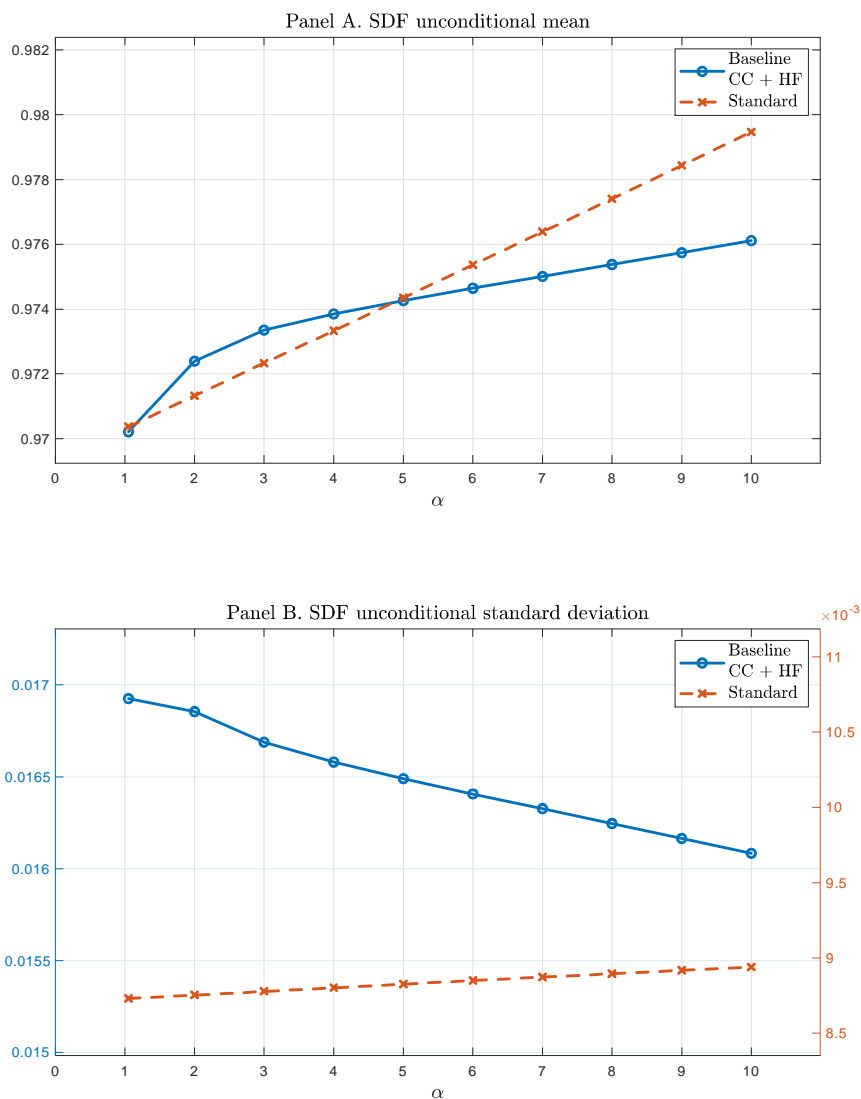 Panel A. SDF unconditional mean
0.982
0.98
0.978
0.976
0.974
0.972
0.97
Baseline
CC + HF
Standard
0 1 2 3 4 5 6 7 8 9 10
α
Panel B. SDF unconditional standard deviation
×10-3
0.017
0.0165
0.016
0.0155
0.015
Baseline
CC + HF
Standard
11
10.5
10
9.5
9
8.5
0 1 2 3 4 5 6 7 8 9 10
α